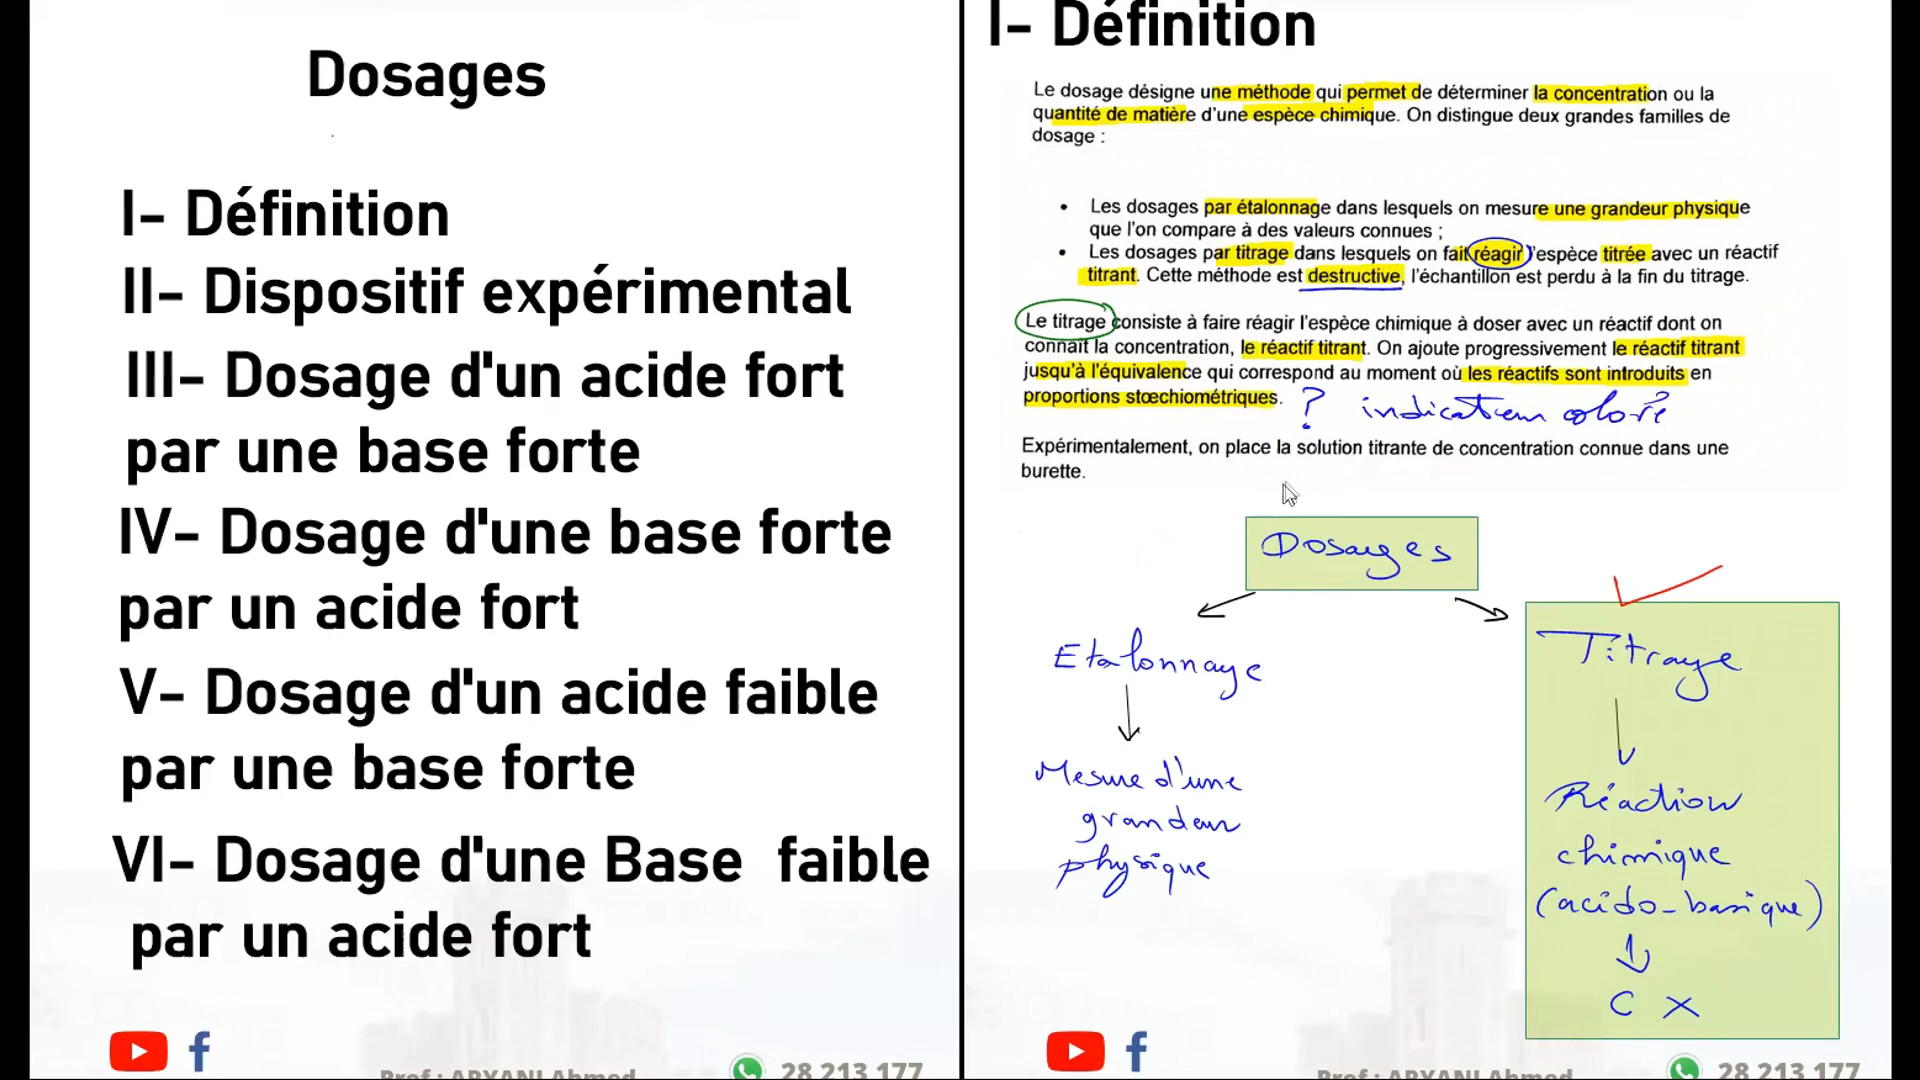 Dosages
I- Définition
II- Dispositif expérimental
III- Dosage d'un acide fort
par une base forte
IV- Dosage d'une base forte
par un acide fort
V- Dosage d'un acide faible
par une base forte
VI- Dosage d'une Base faible
par un acide fort
Prof : ARYANI Ahmed
28 213 177
I- Définition
Le dosage désigne une méthode qui permet de déterminer la concentration ou la
quantité de matière d'une espèce chimique. On distingue deux grandes familles de
dosage :
• Les dosages par étalonnage dans lesquels on mesure une grandeur physique
que l'on compare à des valeurs connues ;
• Les dosages par titrage dans lesquels on fait réagir l'espèce titrée avec un réactif
titrant. Cette méthode est destructive, l'échantillon est perdu à la fin du titrage.
Le titrage consiste à faire réagir l'espèce chimique à doser avec un réactif dont on
connaît la concentration, le réactif titrant. On ajoute progressivement le réactif titrant
jusqu'à l'équivalence qui correspond au moment où les réactifs sont introduits en
proportions stœchiométriques. ? indicateur coloré
Expérimentalement, on place la solution titrante de concentration connue dans une
burette.
Dosages
Etalonnage
Mesure d'une
grandeur
physique
Titrage
Réaction
chimique
(acido-basique)
C X
Prof : ARYANI Ahmed
28 213 177